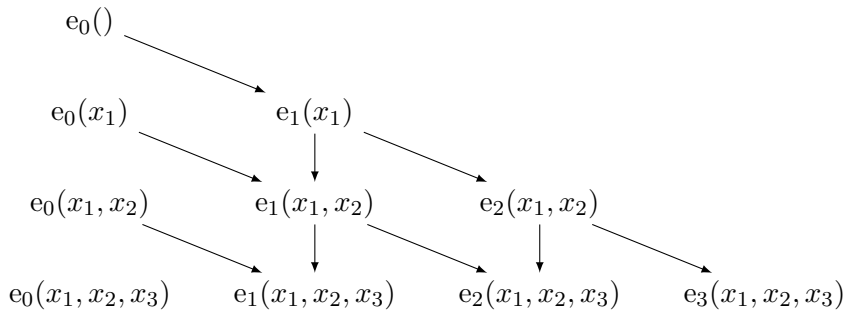 e₀()
e₀(x₁) e₁(x₁)
e₀(x₁, x₂) e₁(x₁, x₂) e₂(x₁, x₂)
e₀(x₁, x₂, x₃) e₁(x₁, x₂, x₃) e₂(x₁, x₂, x₃) e₃(x₁, x₂, x₃)